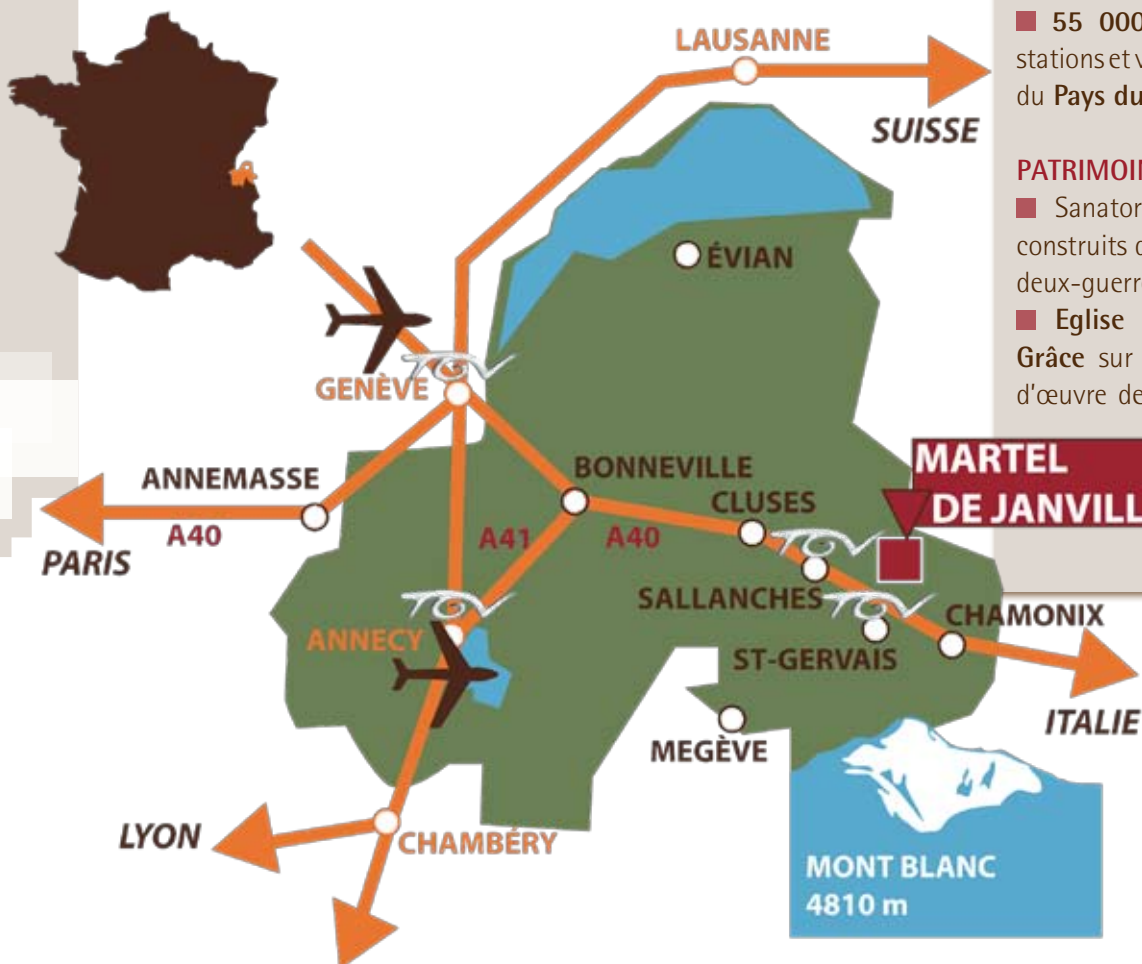 LAUSANNE
SUISSE
ÉVIAN
TGV
GENÈVE
ANNEMASSE
A40
PARIS
BONNEVILLE
CLUSES
A41
A40
TGV
SALLANCHES
TGV
ANNECY
TGV
ST-GERVAIS
CHAMONIX
ITALIE
MEGÈVE
LYON
CHAMBÉRY
MONT BLANC
4810 m
MARTEL
DE JANVILL
55 000
stations et v
du Pays du
PATRIMOIN
Sanator
construits d
deux-guerr
Eglise
Grâce sur
d'œuvre de